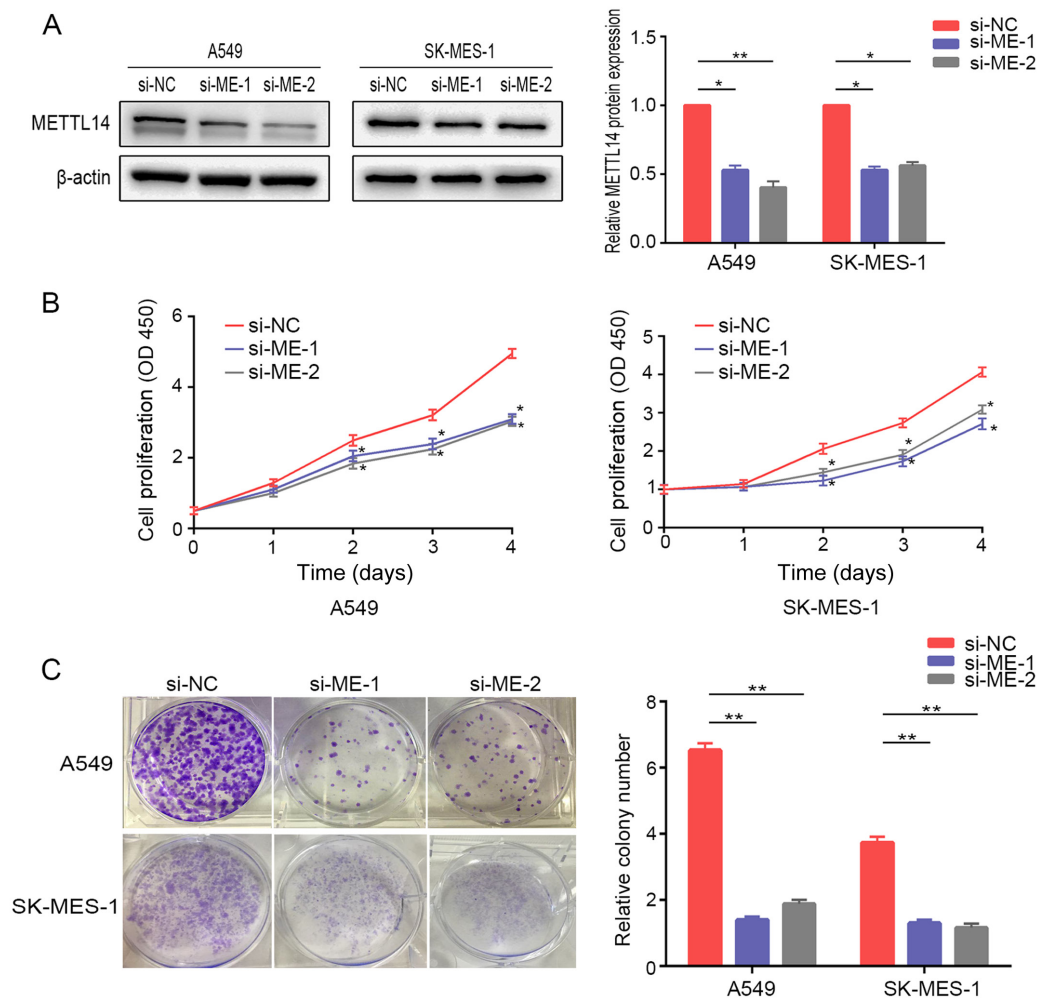 A
A549
SK-MES-1
si-NC si-ME-1 si-ME-2
si-NC si-ME-1 si-ME-2
METTL14
β-actin
Relative METTL14 protein expression
1.5
1.0
0.5
0.0
** * * *
A549 SK-MES-1
si-NC
si-ME-1
si-ME-2
B
Cell proliferation (OD 450)
6
4
2
0
0 1 2 3 4
Time (days)
A549
si-NC
si-ME-1
si-ME-2
* * * * * *
Cell proliferation (OD 450)
5
4
3
2
1
0
0 1 2 3 4
Time (days)
SK-MES-1
si-NC
si-ME-1
si-ME-2
* * * * * *
C
si-NC si-ME-1 si-ME-2
A549
SK-MES-1
Relative colony number
8
6
4
2
0
** ** ** **
A549 SK-MES-1
si-NC
si-ME-1
si-ME-2